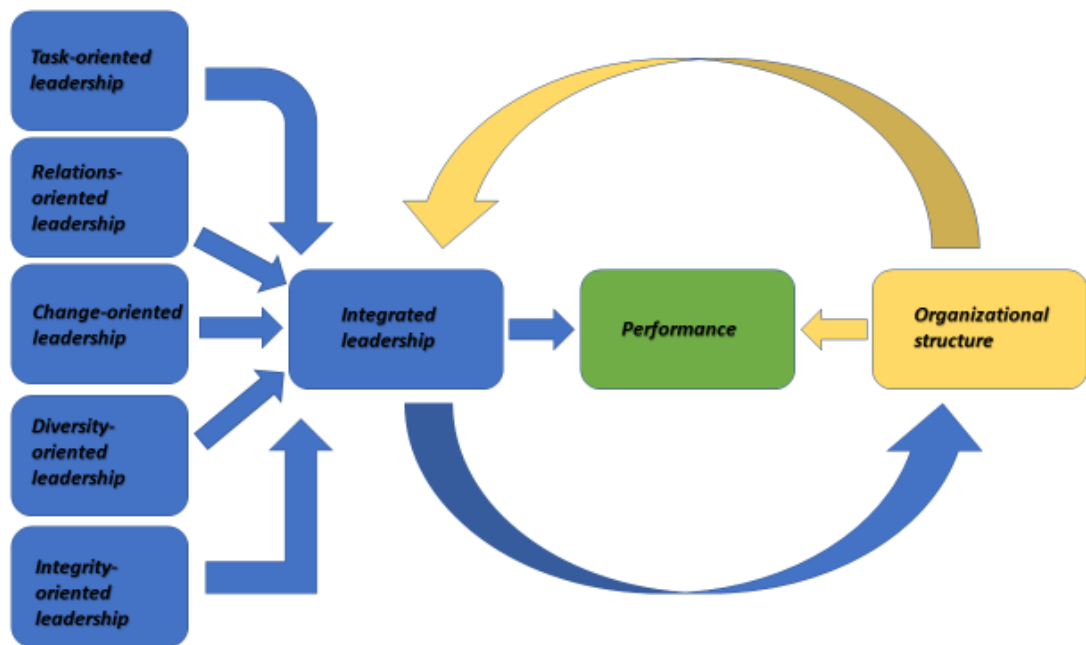 Task-oriented
leadership
Relations-
oriented
leadership
Change-oriented
leadership
Diversity-
oriented
leadership
Integrity-
oriented
leadership
Integrated
leadership
Performance
Organizational
structure